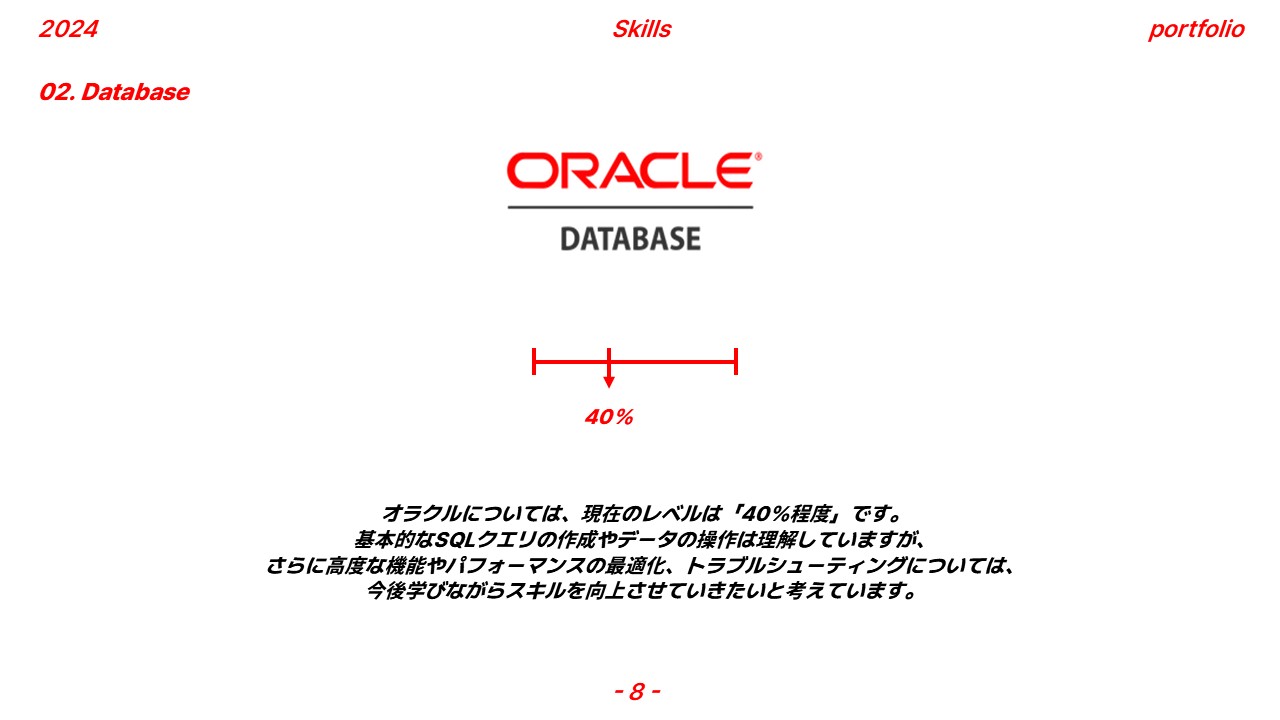 2024 Skills portfolio
02. Database
ORACLE®
DATABASE
40%
オラクルについては、現在のレベルは「40%程度」です。
基本的なSQLクエリの作成やデータの操作は理解していますが、
さらに高度な機能やパフォーマンスの最適化、トラブルシューティングについては、
今後学びながらスキルを向上させていきたいと考えています。
- 8 -